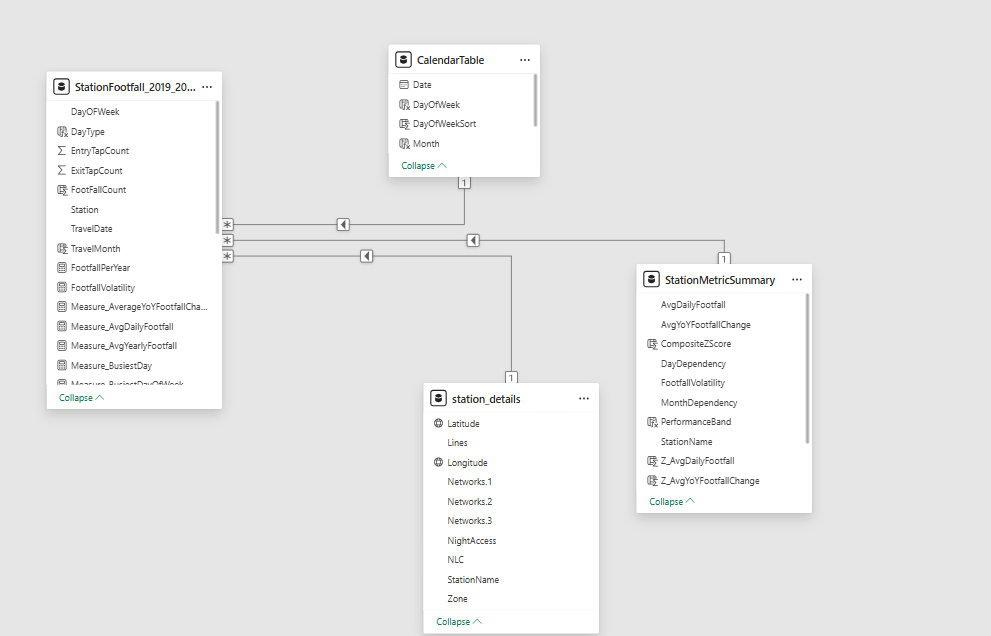 StationFootfall_2019_20...
DayOFWeek
DayType
EntryTapCount
ExitTapCount
FootFallCount
Station
TravelDate
TravelMonth
FootfallPerYear
FootfallVolatility
Measure_AverageYoYFootfallCha...
Measure_AvgDailyFootfall
Measure_AvgYearlyFootfall
Measure_BusiestDay
Measure_BusiestDayOfWeek
Collapse
CalendarTable
Date
DayOfWeek
DayOfWeekSort
Month
Collapse
1
*
*
*
1
StationMetricSummary
AvgDailyFootfall
AvgYoYFootfallChange
CompositeZScore
DayDependency
FootfallVolatility
MonthDependency
PerformanceBand
StationName
Z_AvgDailyFootfall
Z_AvgYoYFootfallChange
Collapse
1
station_details
Latitude
Lines
Longitude
Networks.1
Networks.2
Networks.3
NightAccess
NLC
StationName
Zone
Collapse